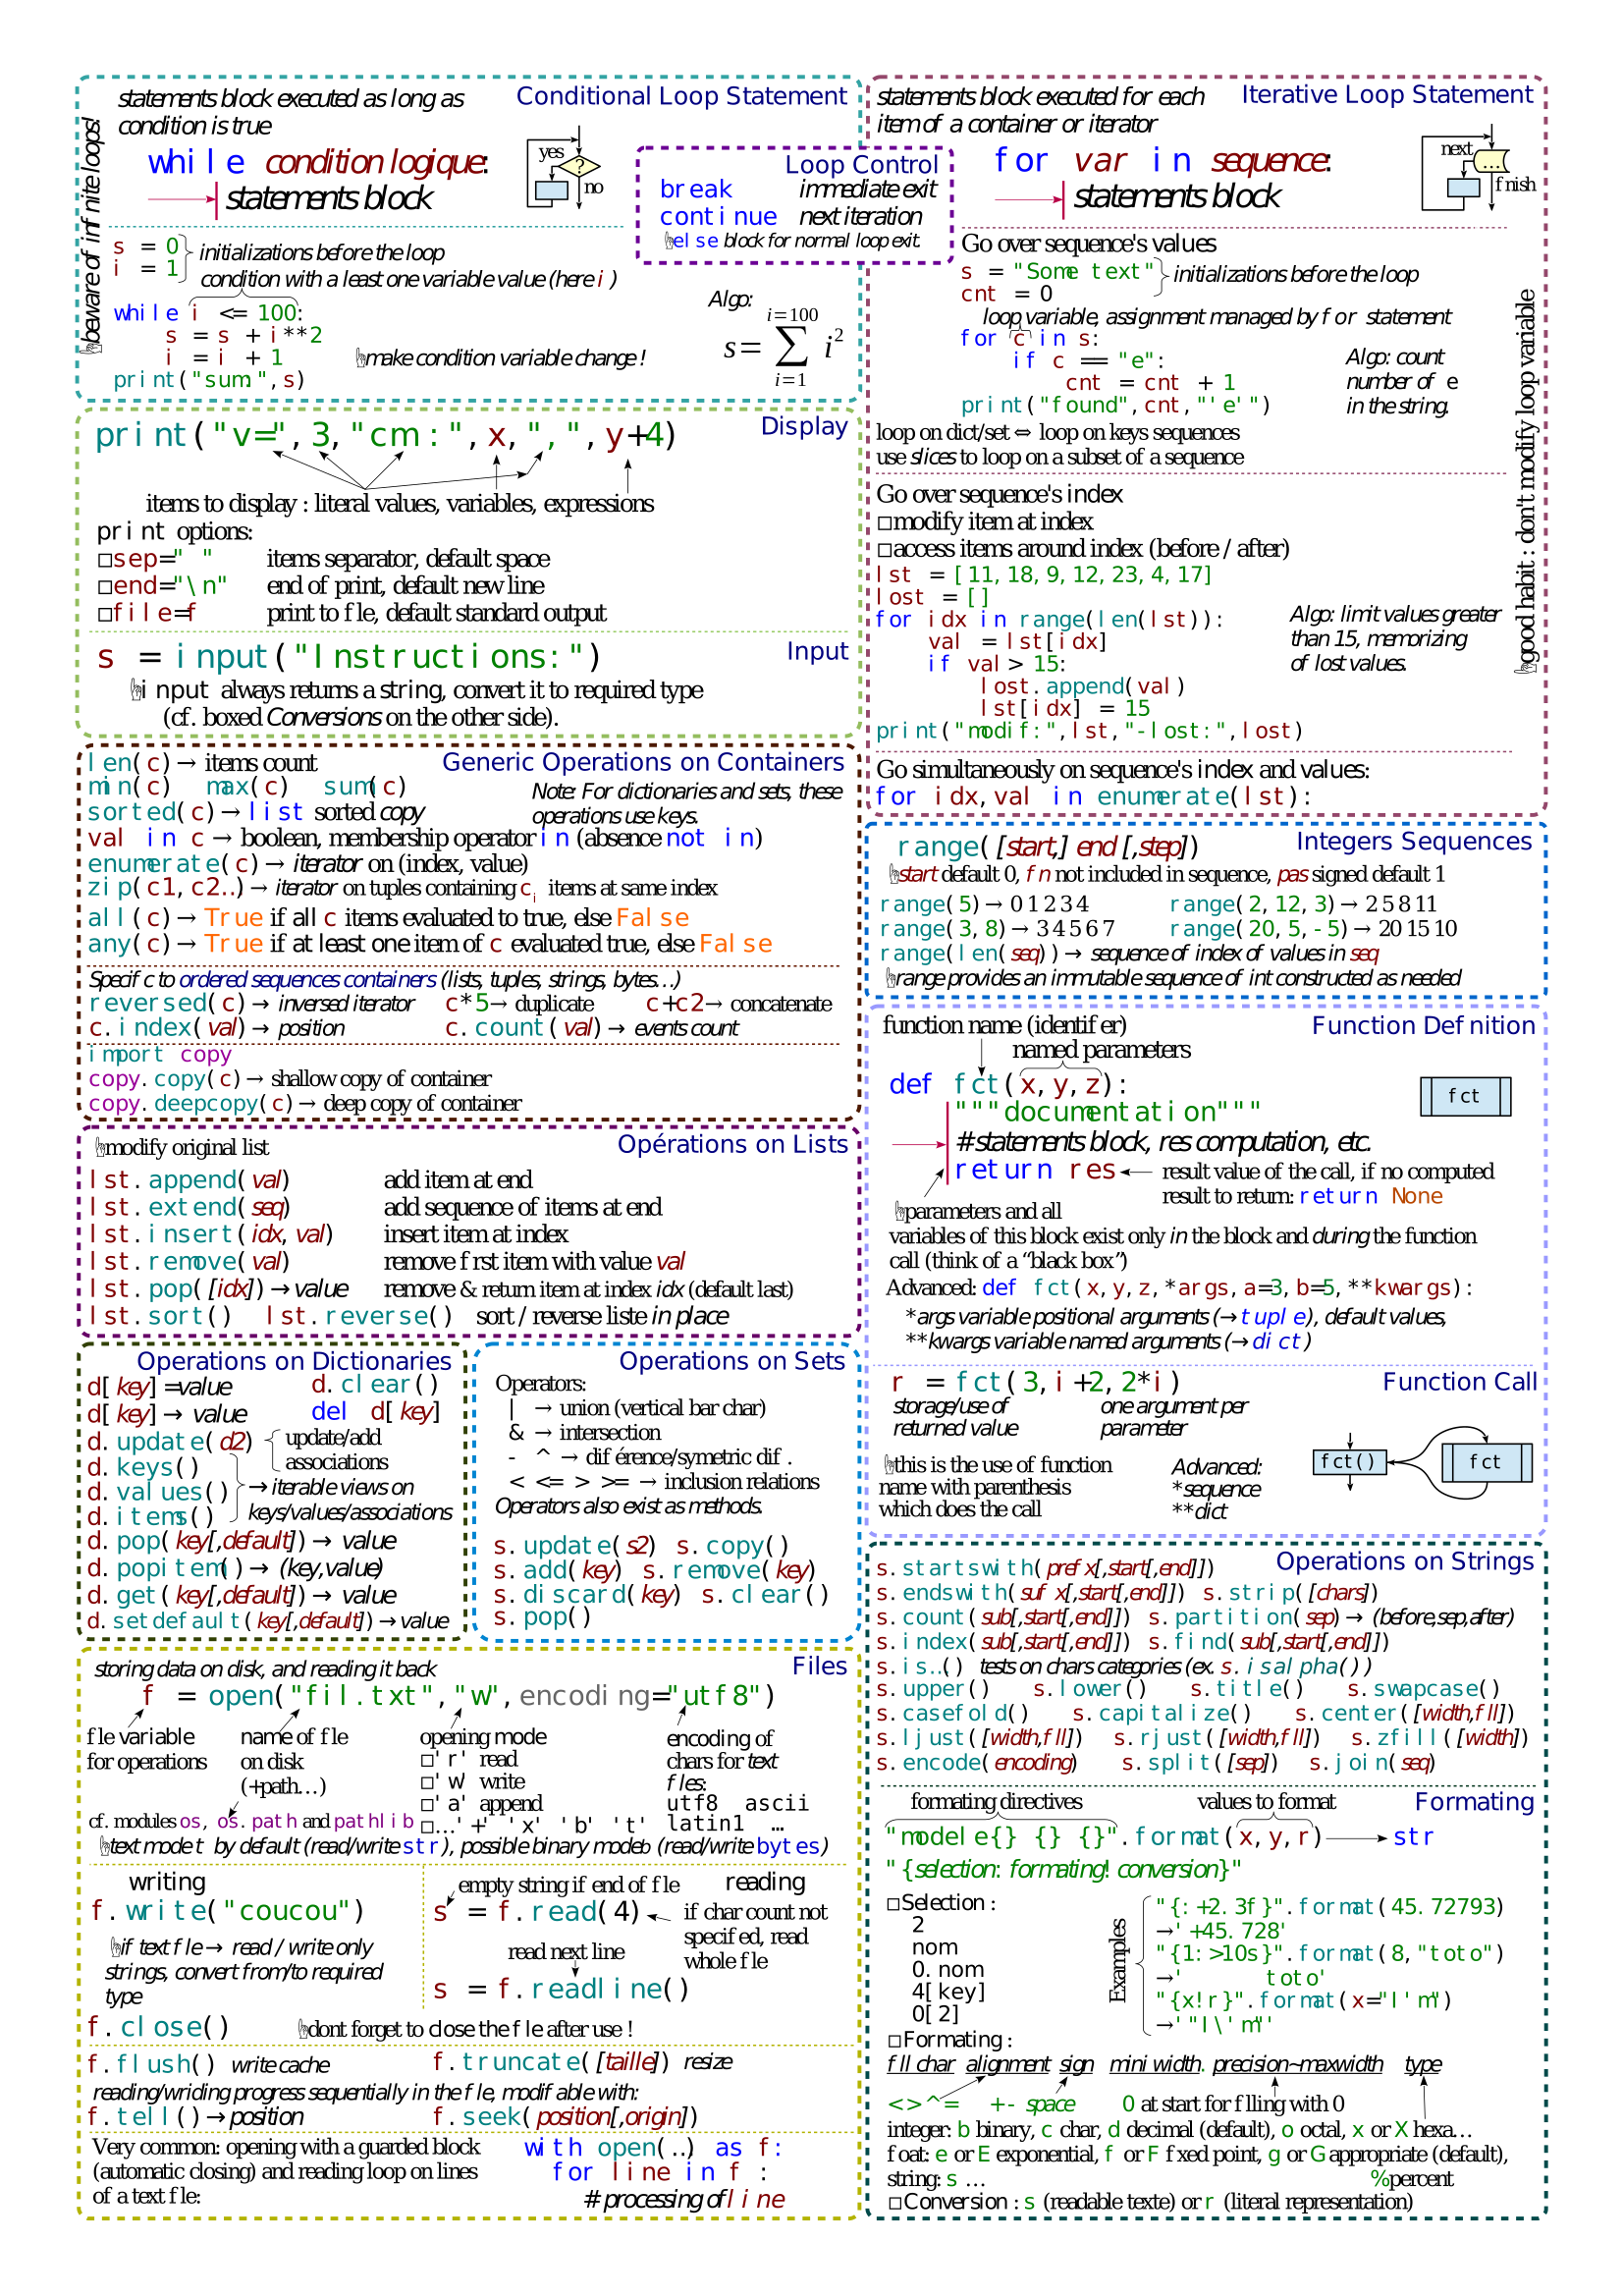 beware of infinite loops!
statements block executed as long as
condition is true
Conditional Loop Statement
while condition logique:
statements block
yes
?
no
s = 0
i = 1
initializations before the loop
condition with a least one variable value (here i )
while i <= 100:
s = s + i**2
i = i + 1
print("sum:",s)
☝make condition variable change !
Algo:
i=100
s= ∑ i²
i=1
Loop Control
break immediate exit
continue next iteration
☝else block for normal loop exit.
statements block executed for each
item of a container or iterator
Iterative Loop Statement
for var in sequence:
statements block
next
…
finish
Go over sequence's values
s = "Some text"
cnt = 0
initializations before the loop
loop variable, assignment managed by for statement
for c in s:
if c == "e":
cnt = cnt + 1
print("found",cnt,"'e'")
Algo: count
number of e
in the string.
loop on dict/set ⇔ loop on keys sequences
use slices to loop on a subset of a sequence
Go over sequence's index
□ modify item at index
□ access items around index (before / after)
lst = [11,18,9,12,23,4,17]
lost = []
for idx in range(len(lst)):
val = lst[idx]
if val > 15:
lost.append(val)
lst[idx] = 15
print("modif:",lst,"-lost:",lost)
Algo: limit values greater
than 15, memorizing
of lost values.
Go simultaneously on sequence's index and values:
for idx,val in enumerate(lst):
☝good habit : don't modify loop variable
Display
print("v=",3,"cm :",x,",",y+4)
items to display : literal values, variables, expressions
print options:
□ sep=" " items separator, default space
□ end="\n" end of print, default new line
□ file=f print to file, default standard output
s = input("Instructions:")
Input
☝input always returns a string, convert it to required type
(cf. boxed Conversions on the other side).
len(c)→ items count
Generic Operations on Containers
min(c) max(c) sum(c)
sorted(c)→ list sorted copy
Note: For dictionaries and sets, these
operations use keys.
val in c → boolean, membership operator in (absence not in)
enumerate(c)→ iterator on (index, value)
zip(c1,c2…)→ iterator on tuples containing ci items at same index
all(c)→ True if all c items evaluated to true, else False
any(c)→ True if at least one item of c evaluated true, else False
Specific to ordered sequences containers (lists, tuples, strings, bytes…)
reversed(c)→ inversed iterator c*5→ duplicate c+c2→ concatenate
c.index(val)→ position c.count(val)→ events count
import copy
copy.copy(c)→ shallow copy of container
copy.deepcopy(c)→ deep copy of container
Integers Sequences
range([start,] end [,step])
☝start default 0, fin not included in sequence, pas signed default 1
range(5)→ 0 1 2 3 4 range(2,12,3)→ 2 5 8 11
range(3,8)→ 3 4 5 6 7 range(20,5,-5)→ 20 15 10
range(len(seq))→ sequence of index of values in seq
☝range provides an immutable sequence of int constructed as needed
☝modify original list
Opérations on Lists
lst.append(val) add item at end
lst.extend(seq) add sequence of items at end
lst.insert(idx,val) insert item at index
lst.remove(val) remove first item with value val
lst.pop([idx])→value remove & return item at index idx (default last)
lst.sort() lst.reverse() sort / reverse liste in place
function name (identifier)
Function Definition
named parameters
def fct(x,y,z):
"""documentation"""
# statements block, res computation, etc.
return res
fct
result value of the call, if no computed
result to return: return None
☝parameters and all
variables of this block exist only in the block and during the function
call (think of a “black box”)
Advanced: def fct(x,y,z,*args,a=3,b=5,**kwargs):
*args variable positional arguments (→tuple), default values,
**kwargs variable named arguments (→dict)
r = fct(3,i+2,2*i)
Function Call
storage/use of
returned value
one argument per
parameter
☝this is the use of function
name with parenthesis
which does the call
Advanced:
*sequence
**dict
fct()
fct
Operations on Dictionaries
d[key]=value d.clear()
d[key]→ value del d[key]
d.update(d2) update/add
associations
d.keys()
d.values()
d.items()
→iterable views on
keys/values/associations
d.pop(key[,default])→ value
d.popitem()→ (key,value)
d.get(key[,default])→ value
d.setdefault(key[,default])→value
Operations on Sets
Operators:
| → union (vertical bar char)
& → intersection
- ^ → différence/symetric diff.
< <= > >= → inclusion relations
Operators also exist as methods.
s.update(s2) s.copy()
s.add(key) s.remove(key)
s.discard(key) s.clear()
s.pop()
s.startswith(prefix[,start[,end]])
Operations on Strings
s.endswith(suffix[,start[,end]]) s.strip([chars])
s.count(sub[,start[,end]]) s.partition(sep)→ (before,sep,after)
s.index(sub[,start[,end]]) s.find(sub[,start[,end]])
s.is…() tests on chars categories (ex. s.isalpha())
s.upper() s.lower() s.title() s.swapcase()
s.casefold() s.capitalize() s.center([width,fill])
s.ljust([width,fill]) s.rjust([width,fill]) s.zfill([width])
s.encode(encoding) s.split([sep]) s.join(seq)
storing data on disk, and reading it back
Files
f = open("fil.txt","w",encoding="utf8")
file variable
for operations
name of file
on disk
(+path…)
opening mode
□ 'r' read
□ 'w' write
□ 'a' append
□ …'+' 'x' 'b' 't'
encoding of
chars for text
files:
utf8 ascii
latin1 …
cf. modules os, os.path and pathlib
☝text mode t by default (read/write str), possible binary mode b (read/write bytes)
writing
f.write("coucou")
☝if text file → read / write only
strings, convert from/to required
type
empty string if end of file
reading
s = f.read(4)
if char count not
specified, read
whole file
read next line
s = f.readline()
f.close() ☝dont forget to close the file after use !
f.flush() write cache f.truncate([taille]) resize
reading/wriding progress sequentially in the file, modifiable with:
f.tell()→position f.seek(position[,origin])
Very common: opening with a guarded block
(automatic closing) and reading loop on lines
of a text file:
with open(…) as f:
for line in f :
# processing of line
formating directives values to format
Formating
"modele{} {} {}".format(x,y,r) str
"{selection:formating!conversion}"
□ Selection :
2
nom
0.nom
4[key]
0[2]
Examples
"{:+2.3f}".format(45.72793)
→'+45.728'
"{1:>10s}".format(8,"toto")
→' toto'
"{x!r}".format(x="I'm")
→'"I\'m"'
□ Formating :
fill char alignment sign mini width.precision~maxwidth type
<>^= +- space 0 at start for filling with 0
integer: b binary, c char, d decimal (default), o octal, x or X hexa…
float: e or E exponential, f or F fixed point, g or G appropriate (default),
string: s … %percent
□ Conversion : s (readable texte) or r (literal representation)